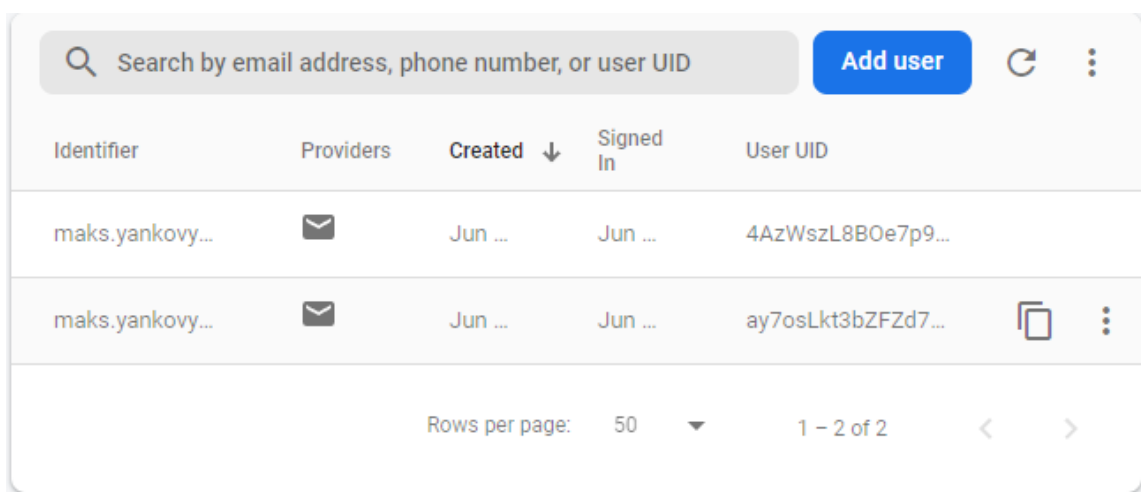 Search by email address, phone number, or user UID Add user
Identifier Providers Created Signed In User UID
maks.yankovy... Jun ... Jun ... 4AzWszL8BOe7p9...
maks.yankovy... Jun ... Jun ... ay7osLkt3bZFZd7...
Rows per page: 50 1 – 2 of 2